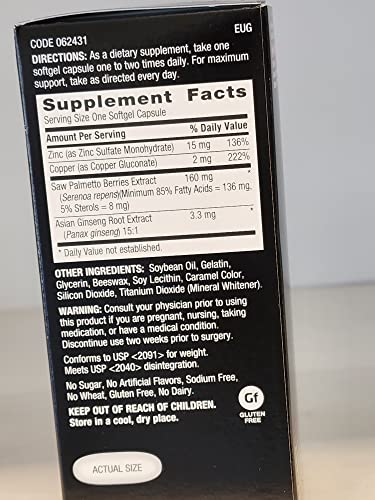 CODE 062431 EUG
DIRECTIONS: As a dietary supplement, take one
softgel capsule one to two times daily. For maximum
support, take as directed every day.
Supplement Facts
Serving Size One Softgel Capsule
Amount Per Serving % Daily Value
Zinc (as Zinc Sulfate Monohydrate) 15 mg 136%
Copper (as Copper Gluconate) 2 mg 222%
Saw Palmetto Berries Extract 160 mg *
(Serenoa repens)(Minimum 85% Fatty Acids = 136 mg,
5% Sterols = 8 mg)
Asian Ginseng Root Extract 3.3 mg *
(Panax ginseng) 15:1
* Daily Value not established.
OTHER INGREDIENTS: Soybean Oil, Gelatin,
Glycerin, Beeswax, Soy Lecithin, Caramel Color,
Silicon Dioxide, Titanium Dioxide (Mineral Whitener).
WARNING: Consult your physician prior to using
this product if you are pregnant, nursing, taking
medication, or have a medical condition.
Discontinue use two weeks prior to surgery.
Conforms to USP <2091> for weight.
Meets USP <2040> disintegration.
No Sugar, No Artificial Flavors, Sodium Free,
No Wheat, Gluten Free, No Dairy.
KEEP OUT OF REACH OF CHILDREN.
Store in a cool, dry place.
Gf
GLUTEN
FREE
ACTUAL SIZE